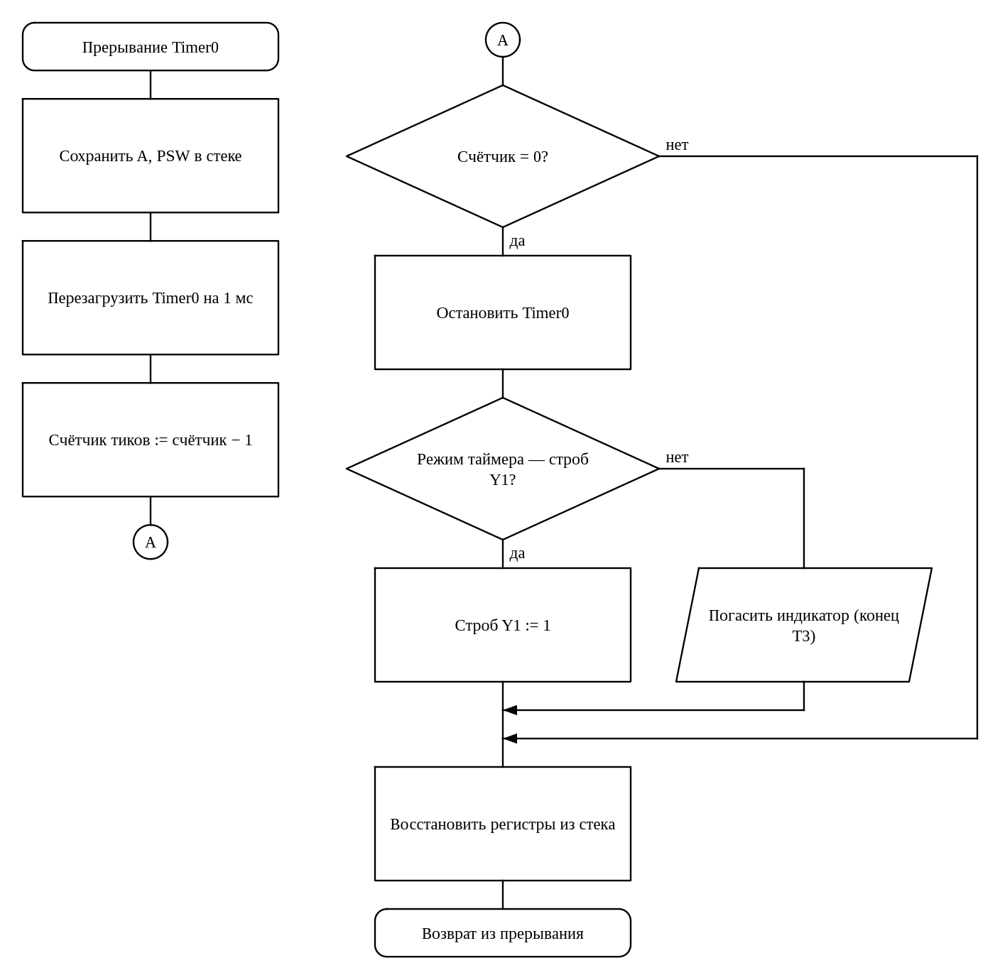 Прерывание Timer0
Сохранить A, PSW в стеке
Перезагрузить Timer0 на 1 мс
Счётчик тиков := счётчик − 1
А
А
Счётчик = 0?
нет
да
Остановить Timer0
Режим таймера — строб
Y1?
нет
да
Строб Y1 := 1
Погасить индикатор (конец
T3)
Восстановить регистры из стека
Возврат из прерывания